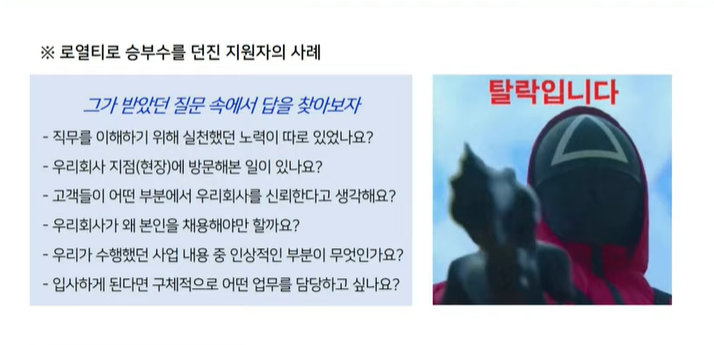 ※ 로열티로 승부수를 던진 지원자의 사례
그가 받았던 질문 속에서 답을 찾아보자
- 직무를 이해하기 위해 실천했던 노력이 따로 있었나요?
- 우리회사 지점(현장)에 방문해본 일이 있나요?
- 고객들이 어떤 부분에서 우리회사를 신뢰한다고 생각해요?
- 우리회사가 왜 본인을 채용해야만 할까요?
- 우리가 수행했던 사업 내용 중 인상적인 부분이 무엇인가요?
- 입사하게 된다면 구체적으로 어떤 업무를 담당하고 싶나요?
탈락입니다